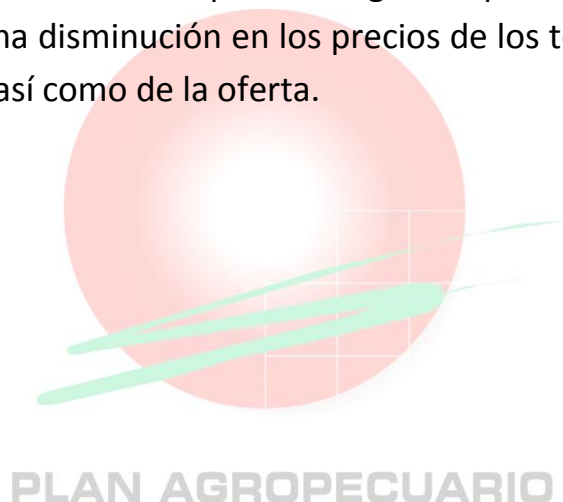 na disminución en los precios de los t
así como de la oferta.
PLAN AGROPECUARIO